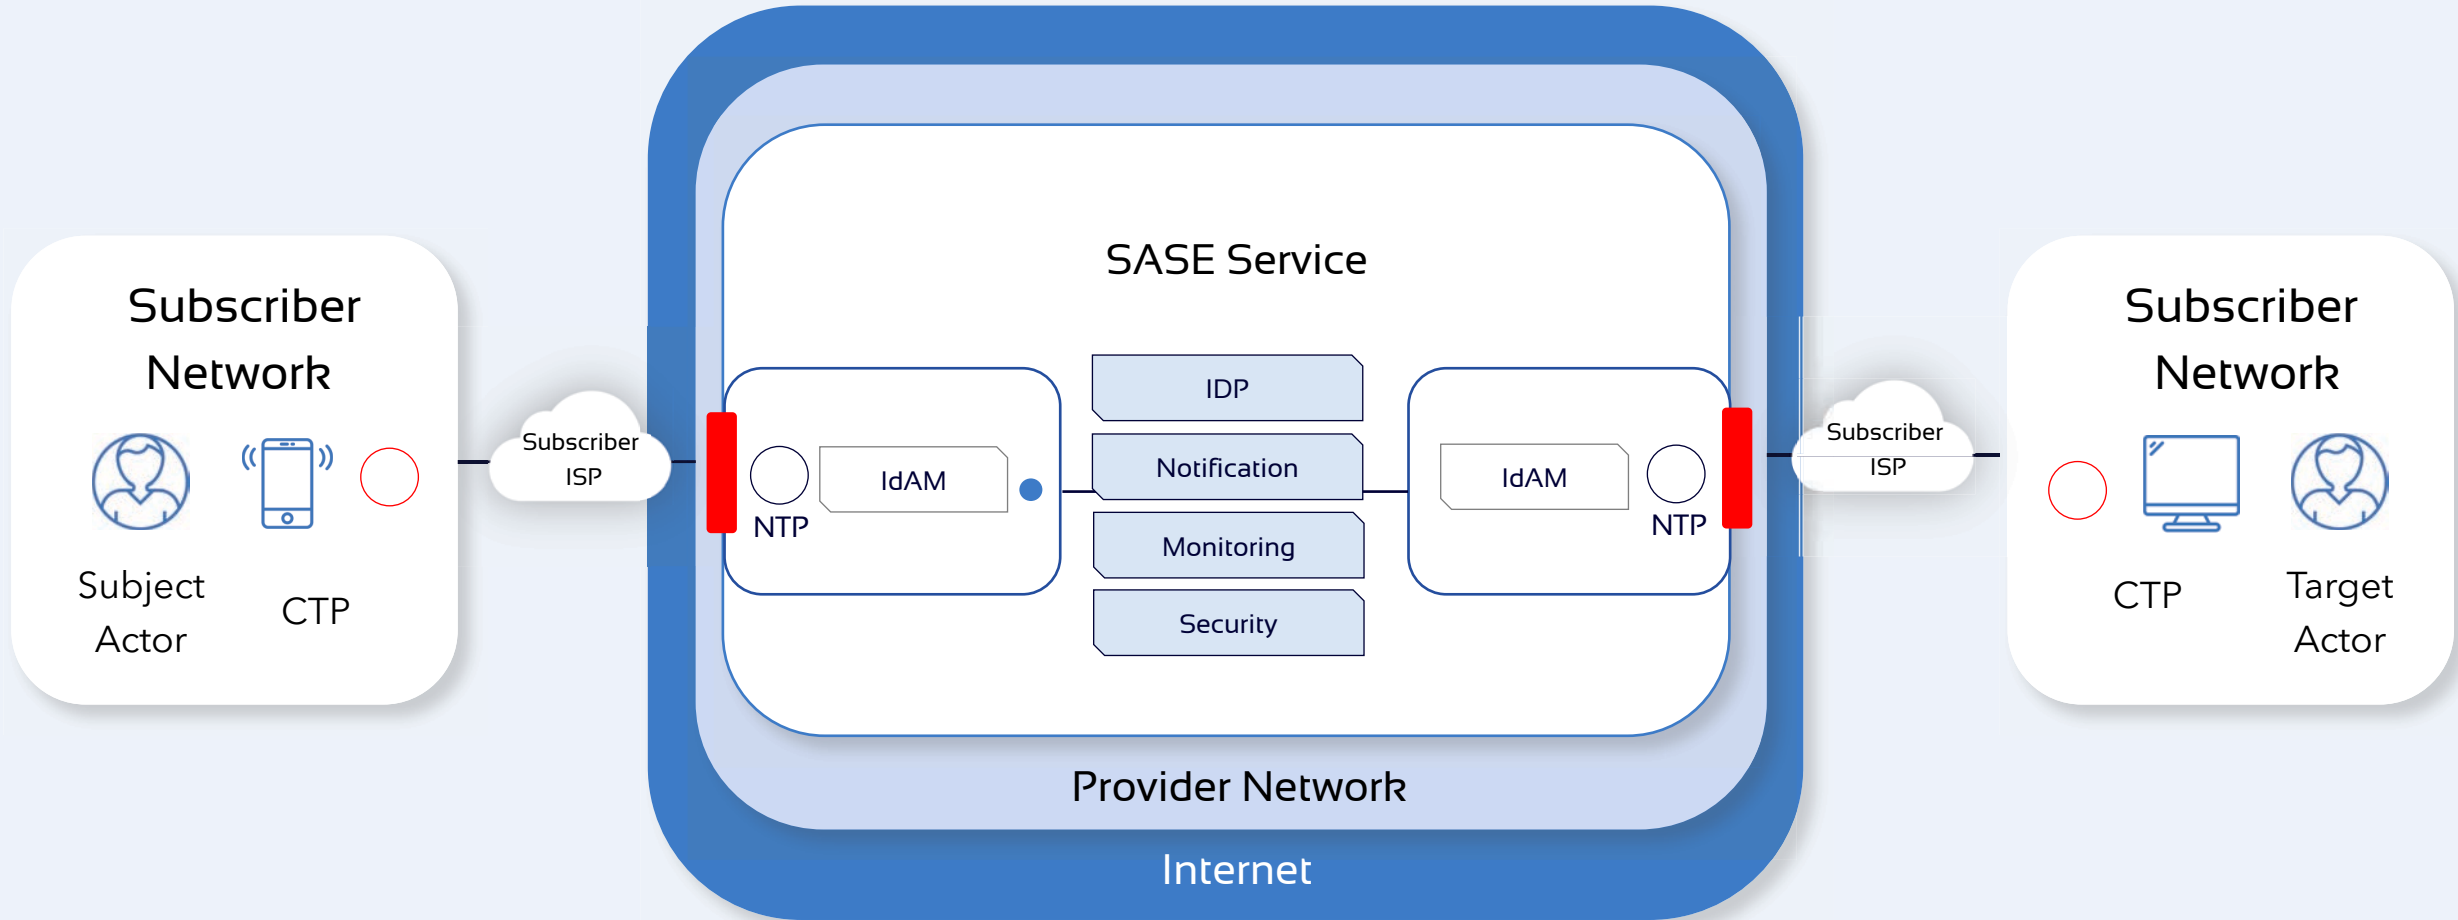 SASE Service
Subscriber
Network
Subject
Actor
CTP
Subscriber
ISP
NTP
IdAM
IDP
Notification
Monitoring
Security
IdAM
NTP
Subscriber
ISP
Subscriber
Network
CTP
Target
Actor
Provider Network
Internet